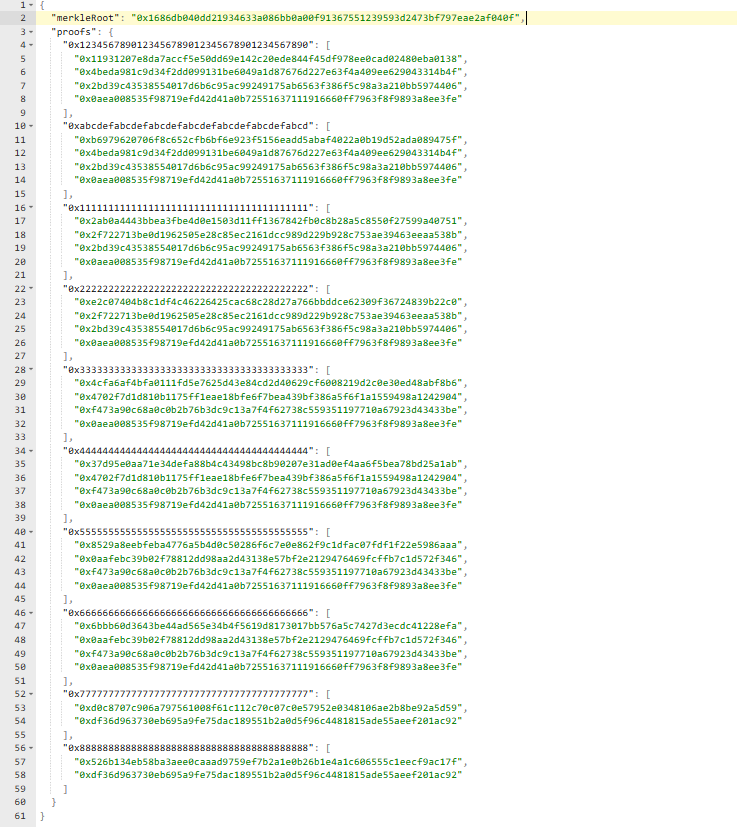 1 {
2 "merkleRoot": "0x1686db040dd21934633a086bb0a00f91367551239593d2473bf797eae2af040f",
3 "proofs": {
4 "0x1234567890123456789012345678901234567890": [
5 "0x11931207e8da7accf5e50dd69e142c20ede844f45df978ee0cad02480eba0138",
6 "0x4beda981c9d34f2dd099131be6049a1d87676d227e63f4a409ee629043314b4f",
7 "0x2bd39c43538554017d6b6c95ac99249175ab6563f386f5c98a3a210bb5974406",
8 "0x0aea008535f98719efd42d41a0b72551637111916660ff7963f8f9893a8ee3fe"
9 ],
10 "0xabcdefabcdefabcdefabcdefabcdefabcdefabcd": [
11 "0xb6979620706f8c652cfb6bf6e923f5156eadd5abaf4022a0b19d52ada089475f",
12 "0x4beda981c9d34f2dd099131be6049a1d87676d227e63f4a409ee629043314b4f",
13 "0x2bd39c43538554017d6b6c95ac99249175ab6563f386f5c98a3a210bb5974406",
14 "0x0aea008535f98719efd42d41a0b72551637111916660ff7963f8f9893a8ee3fe"
15 ],
16 "0x1111111111111111111111111111111111111111": [
17 "0x2ab0a4443bbea3fbe4d0e1503d11ff1367842fb0c8b28a5c8550f27599a40751",
18 "0x2f722713be0d1962505e28c85ec2161dcc989d229b928c753ae39463eeaa538b",
19 "0x2bd39c43538554017d6b6c95ac99249175ab6563f386f5c98a3a210bb5974406",
20 "0x0aea008535f98719efd42d41a0b72551637111916660ff7963f8f9893a8ee3fe"
21 ],
22 "0x2222222222222222222222222222222222222222": [
23 "0xe2c07404b8c1df4c46226425cac68c28d27a766bbddce62309f36724839b22c0",
24 "0x2f722713be0d1962505e28c85ec2161dcc989d229b928c753ae39463eeaa538b",
25 "0x2bd39c43538554017d6b6c95ac99249175ab6563f386f5c98a3a210bb5974406",
26 "0x0aea008535f98719efd42d41a0b72551637111916660ff7963f8f9893a8ee3fe"
27 ],
28 "0x3333333333333333333333333333333333333333": [
29 "0x4cfa6af4bfa0111fd5e7625d43e84cd2d40629cf6008219d2c0e30ed48abf8b6",
30 "0x4702f7d1d810b1175ff1eae18bfe6f7bea439bf386a5f6f1a1559498a1242904",
31 "0xf473a90c68a0c0b2b76b3dc9c13a7f4f62738c559351197710a67923d43433be",
32 "0x0aea008535f98719efd42d41a0b72551637111916660ff7963f8f9893a8ee3fe"
33 ],
34 "0x4444444444444444444444444444444444444444": [
35 "0x37d95e0aa71e34defa88b4c43498bc8b90207e31ad0ef4aa6f5bea78bd25a1ab",
36 "0x4702f7d1d810b1175ff1eae18bfe6f7bea439bf386a5f6f1a1559498a1242904",
37 "0xf473a90c68a0c0b2b76b3dc9c13a7f4f62738c559351197710a67923d43433be",
38 "0x0aea008535f98719efd42d41a0b72551637111916660ff7963f8f9893a8ee3fe"
39 ],
40 "0x5555555555555555555555555555555555555555": [
41 "0x8529a8eebfeba4776a5b4d0c50286f6c7e0e862f9c1dfac07fdf1f22e5986aaa",
42 "0x0aafebc39b02f78812dd98aa2d43138e57bf2e2129476469fcffb7c1d572f346",
43 "0xf473a90c68a0c0b2b76b3dc9c13a7f4f62738c559351197710a67923d43433be",
44 "0x0aea008535f98719efd42d41a0b72551637111916660ff7963f8f9893a8ee3fe"
45 ],
46 "0x6666666666666666666666666666666666666666": [
47 "0x6bbb60d3643be44ad565e34b4f5619d8173017bb576a5c7427d3ecdc41228efa",
48 "0x0aafebc39b02f78812dd98aa2d43138e57bf2e2129476469fcffb7c1d572f346",
49 "0xf473a90c68a0c0b2b76b3dc9c13a7f4f62738c559351197710a67923d43433be",
50 "0x0aea008535f98719efd42d41a0b72551637111916660ff7963f8f9893a8ee3fe"
51 ],
52 "0x7777777777777777777777777777777777777777": [
53 "0xd0c8707c906a797561008f61c112c70c07c0e57952e0348106ae2b8be92a5d59",
54 "0xdf36d963730eb695a9fe75dac189551b2a0d5f96c4481815ade55aeef201ac92"
55 ],
56 "0x8888888888888888888888888888888888888888": [
57 "0x526b134eb58ba3aee0caaad9759ef7b2a1e0b26b1e4a1c606555c1eecf9ac17f",
58 "0xdf36d963730eb695a9fe75dac189551b2a0d5f96c4481815ade55aeef201ac92"
59 ]
60 }
61 }